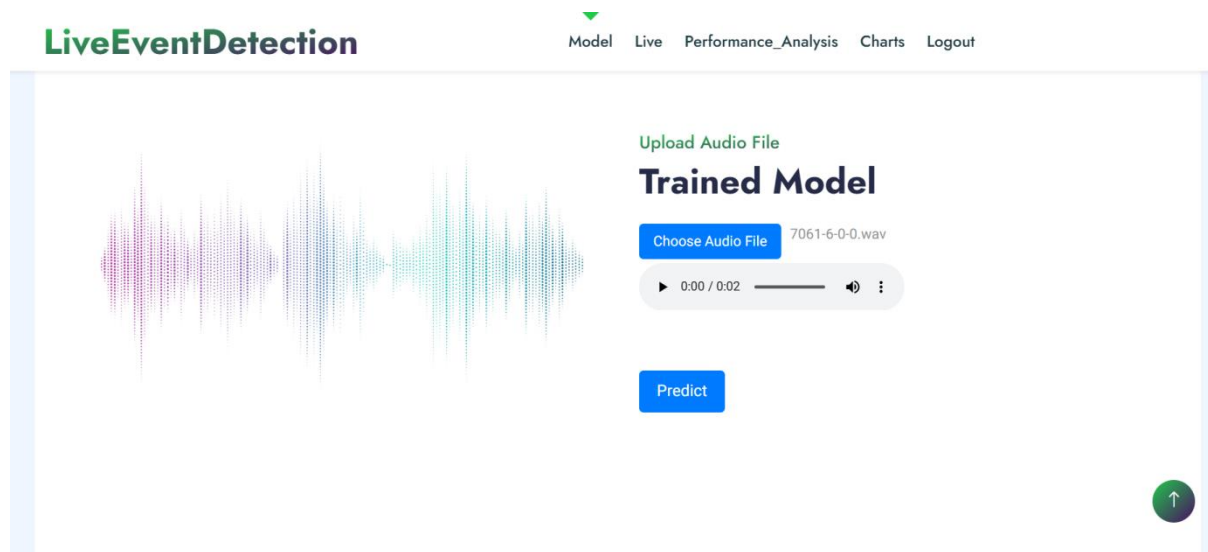 LiveEventDetection
Model Live Performance_Analysis Charts Logout
Upload Audio File
Trained Model
Choose Audio File 7061-6-0-0.wav
0:00 / 0:02
Predict